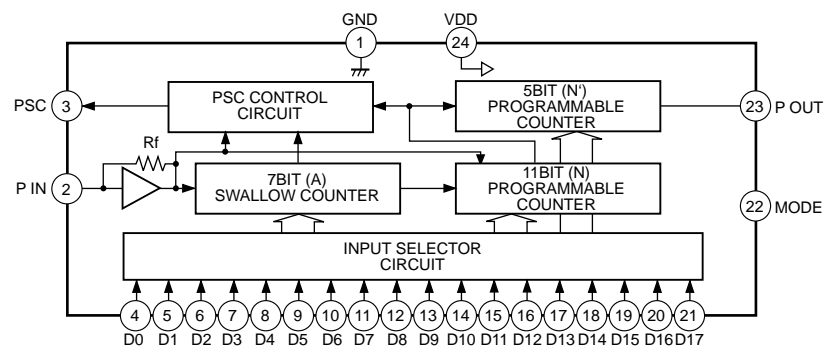 GND
VDD
1
24
PSC
3
PSC CONTROL
CIRCUIT
5BIT (N‘)
PROGRAMMABLE
COUNTER
23
P OUT
Rf
P IN
2
7BIT (A)
SWALLOW COUNTER
11BIT (N)
PROGRAMMABLE
COUNTER
22
MODE
INPUT SELECTOR
CIRCUIT
4 5 6 7 8 9 10 11 12 13 14 15 16 17 18 19 20 21
D0 D1 D2 D3 D4 D5 D6 D7 D8 D9 D10 D11 D12 D13 D14 D15 D16 D17